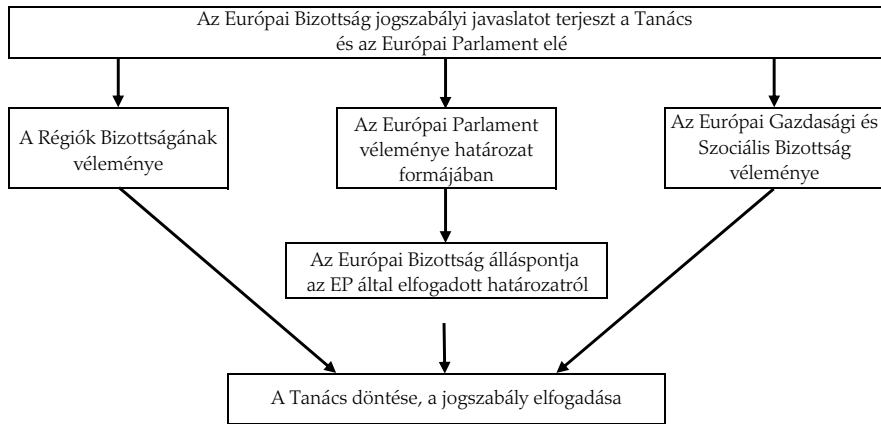 Az Európai Bizottság jogszabályi javaslatot terjeszt a Tanács
és az Európai Parlament elé
A Régiók Bizottságának
véleménye
Az Európai Parlament
véleménye határozat
formájában
Az Európai Gazdasági és
Szociális Bizottság
véleménye
Az Európai Bizottság álláspontja
az EP által elfogadott határozatról
A Tanács döntése, a jogszabály elfogadása